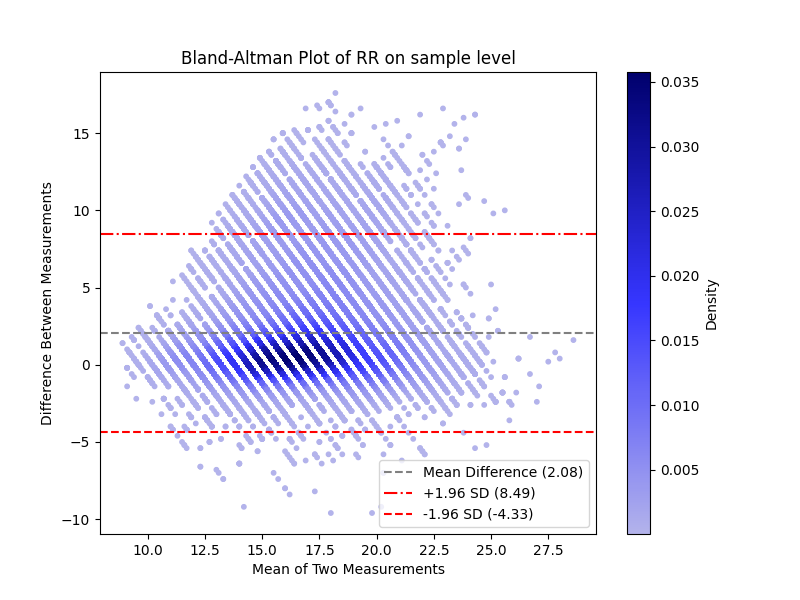 Bland-Altman Plot of RR on sample level
Difference Between Measurements
15
10
5
0
−5
−10
10.0 12.5 15.0 17.5 20.0 22.5 25.0 27.5
Mean of Two Measurements
Mean Difference (2.08)
+1.96 SD (8.49)
-1.96 SD (-4.33)
0.035
0.030
0.025
0.020
0.015
0.010
0.005
Density